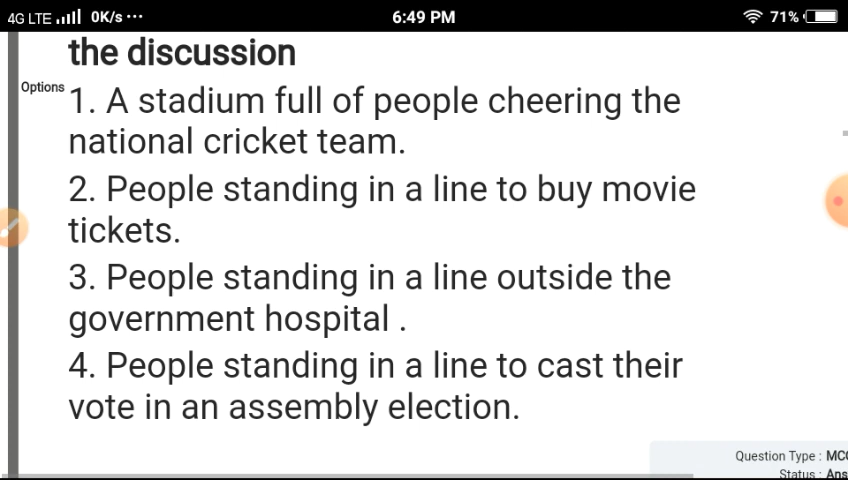 4G LTE 0K/s ... 6:49 PM 71%
the discussion
Options
1. A stadium full of people cheering the
national cricket team.
2. People standing in a line to buy movie
tickets.
3. People standing in a line outside the
government hospital .
4. People standing in a line to cast their
vote in an assembly election.
Question Type : MC
Status : Ans